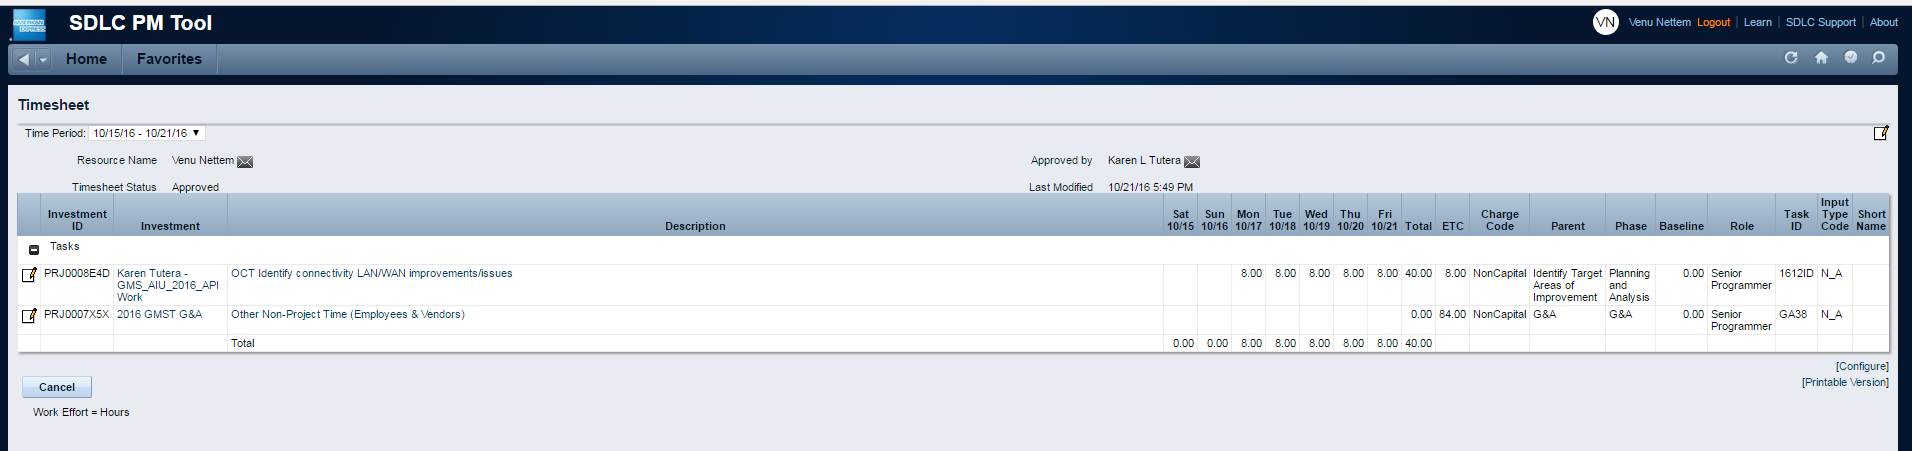 AMERICAN EXPRESS
SDLC PM Tool
VN Venu Nettem Logout Learn SDLC Support About
Home Favorites
Timesheet
Time Period: 10/15/16 - 10/21/16
Resource Name Venu Nettem Approved by Karen L Tutera
Timesheet Status Approved Last Modified 10/21/16 5:49 PM
Investment ID Investment Description Sat 10/15 Sun 10/16 Mon 10/17 Tue 10/18 Wed 10/19 Thu 10/20 Fri 10/21 Total ETC Charge Code Parent Phase Baseline Role Task ID Input Type Code Short Name
Tasks
PRJ0008E4D Karen Tutera - GMS_AIU_2016_API Work OCT Identify connectivity LAN/WAN improvements/issues 8.00 8.00 8.00 8.00 8.00 40.00 8.00 NonCapital Identify Target Areas of Improvement Planning and Analysis 0.00 Senior Programmer 1612ID N_A
PRJ0007X5X 2016 GMST G&A Other Non-Project Time (Employees & Vendors) 0.00 84.00 NonCapital G&A G&A 0.00 Senior Programmer GA38 N_A
Total 0.00 0.00 8.00 8.00 8.00 8.00 8.00 40.00
[Configure]
Cancel [Printable Version]
Work Effort = Hours